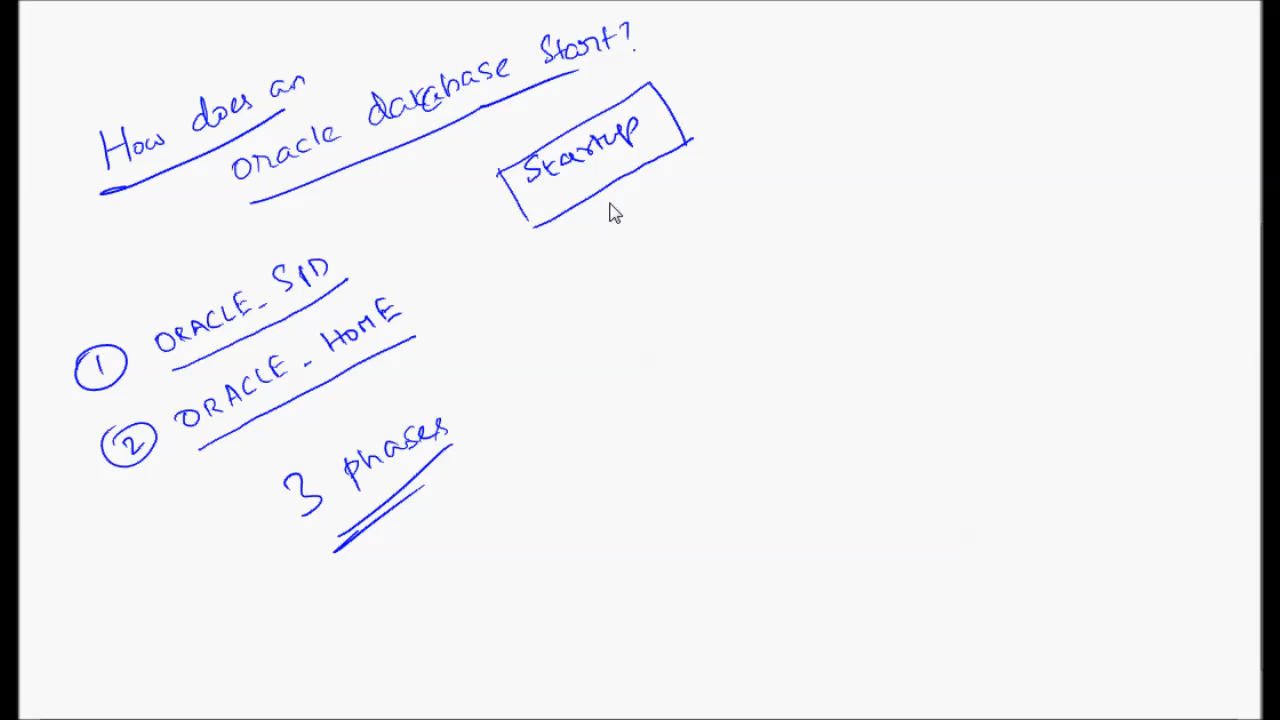 How does an
oracle database Start?
Startup
1 ORACLE_SID
2 ORACLE_HOME
3 phases